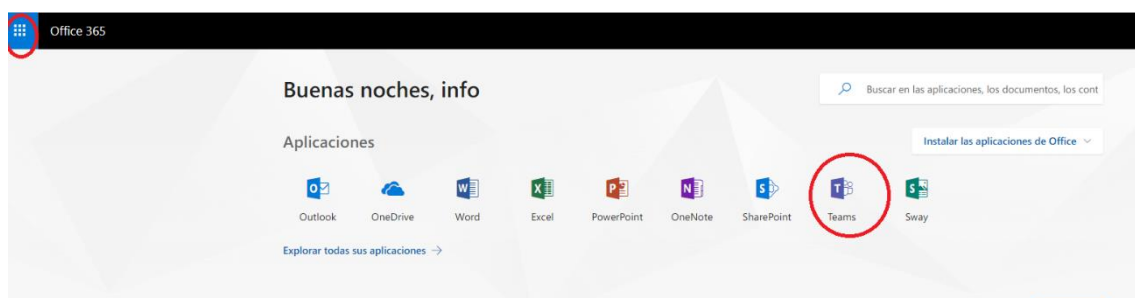 Office 365
Buenas noches, info
Buscar en las aplicaciones, los documentos, los cont
Aplicaciones
Instalar las aplicaciones de Office
Outlook OneDrive Word Excel PowerPoint OneNote SharePoint Teams Sway
Explorar todas sus aplicaciones →